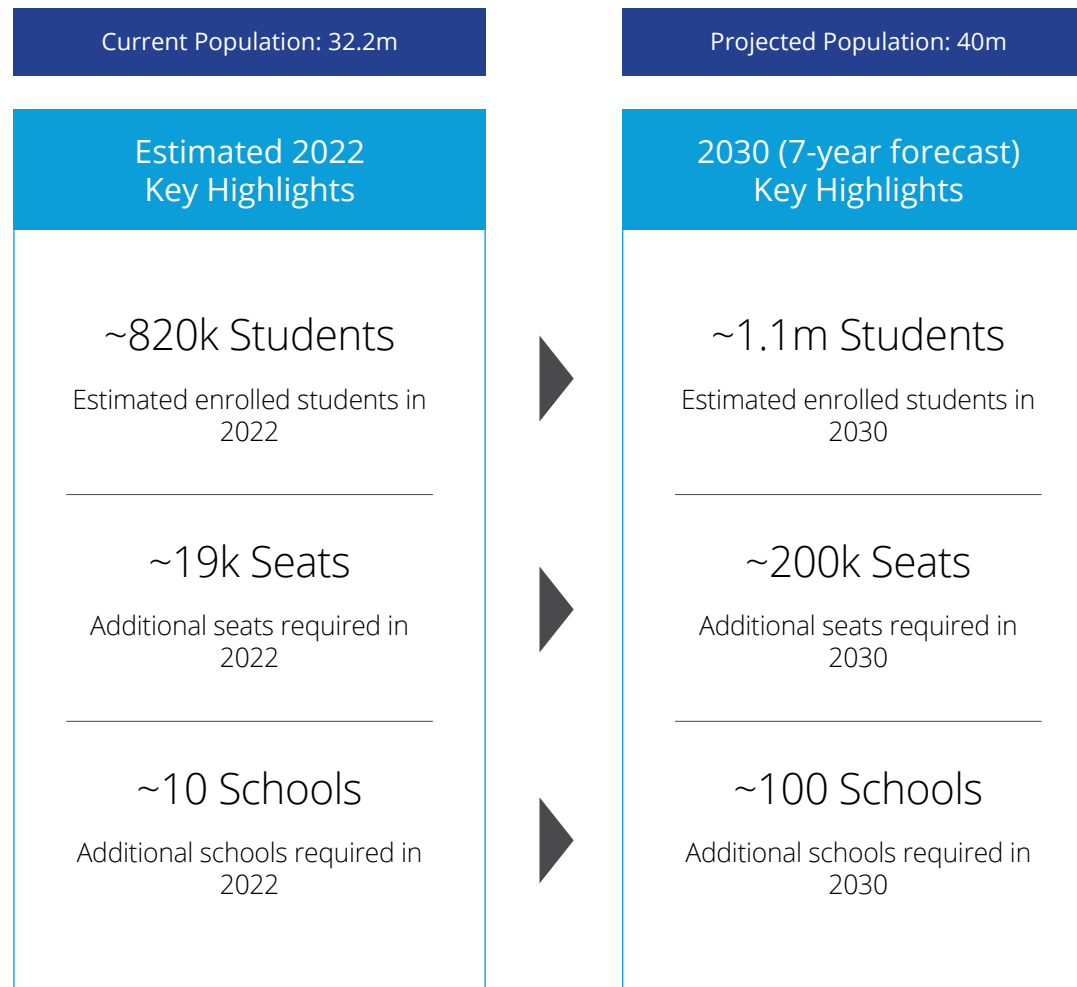 Current Population: 32.2m
Estimated 2022
Key Highlights
~820k Students
Estimated enrolled students in
2022
~19k Seats
Additional seats required in
2022
~10 Schools
Additional schools required in
2022
Projected Population: 40m
2030 (7-year forecast)
Key Highlights
~1.1m Students
Estimated enrolled students in
2030
~200k Seats
Additional seats required in
2030
~100 Schools
Additional schools required in
2030